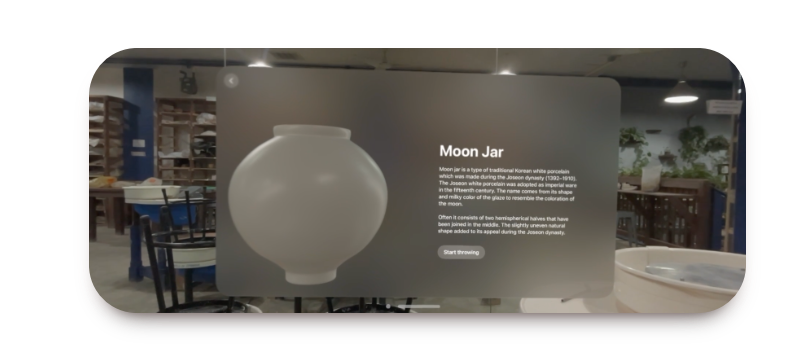 Moon Jar
Moon jar is a type of traditional Korean white porcelain
which was made during the Joseon dynasty (1392–1910).
The Joseon white porcelain was adopted as imperial wares
in the fifteenth century. The name comes from its shape
and milky color of the glaze to resemble the coloration of
the moon.
Often it consists of two hemispherical halves that have
been joined in the middle. The slightly uneven natural
shape added to its appeal during the Joseon dynasty.
Start throwing